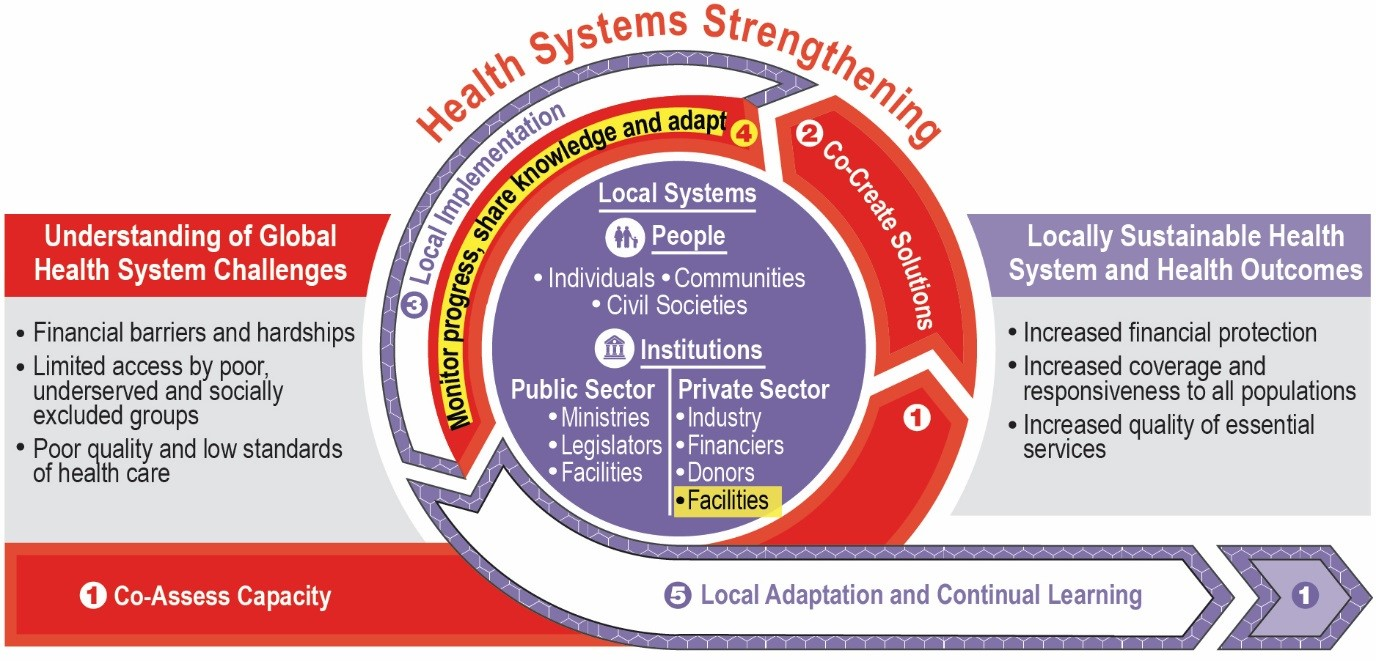 Health Systems Strengthening
Understanding of Global
Health System Challenges
• Financial barriers and hardships
• Limited access by poor,
underserved and socially
excluded groups
• Poor quality and low standards
of health care
1 Co-Assess Capacity
1
2 Co-Create Solutions
3 Local Implementation
Monitor progress, share knowledge and adapt 4
Local Systems
People
• Individuals • Communities
• Civil Societies
Institutions
Public Sector
• Ministries
• Legislators
• Facilities
Private Sector
• Industry
• Financiers
• Donors
• Facilities
5 Local Adaptation and Continual Learning
1
Locally Sustainable Health
System and Health Outcomes
• Increased financial protection
• Increased coverage and
responsiveness to all populations
• Increased quality of essential
services